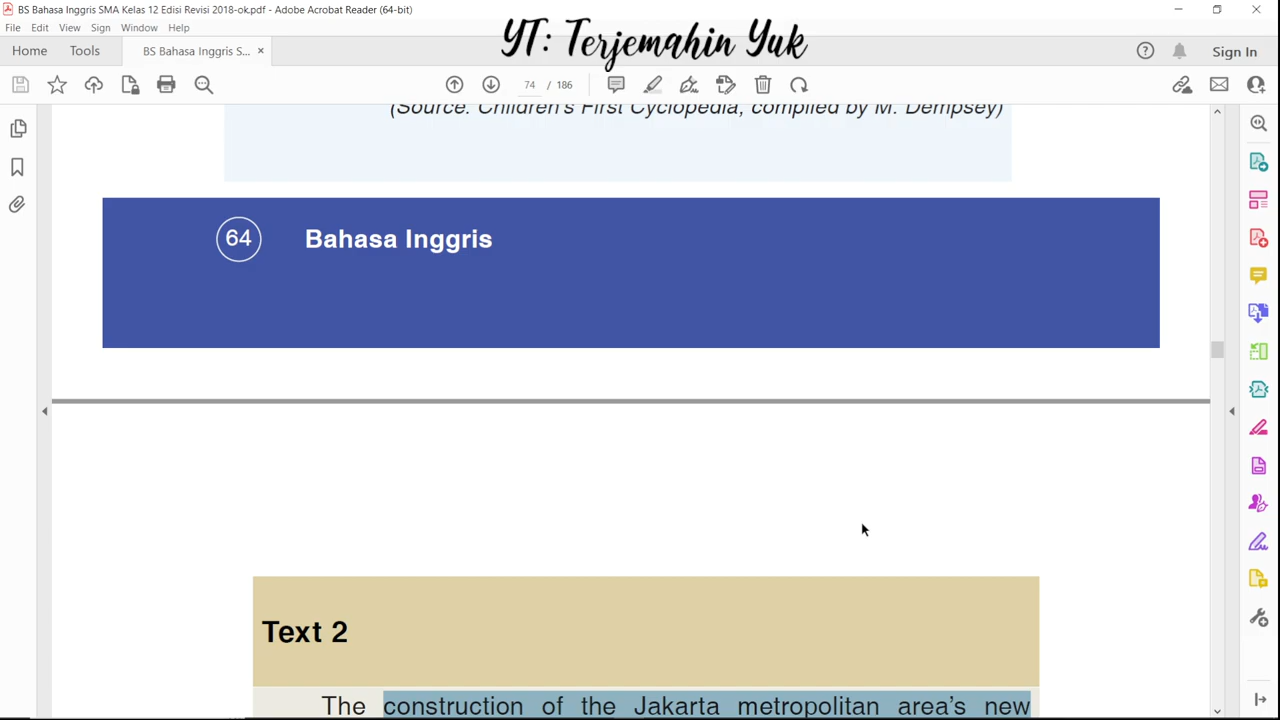 BS Bahasa Inggris SMA Kelas 12 Edisi Revisi 2018-ok.pdf - Adobe Acrobat Reader (64-bit)
File Edit View Sign Window Help
YT: Terjemahin Yuk
Home Tools BS Bahasa Inggris S... × Sign In
74 / 186
(Source: Children's First Cyclopedia, compiled by M. Dempsey)
64 Bahasa Inggris
Text 2
The construction of the Jakarta metropolitan area's new